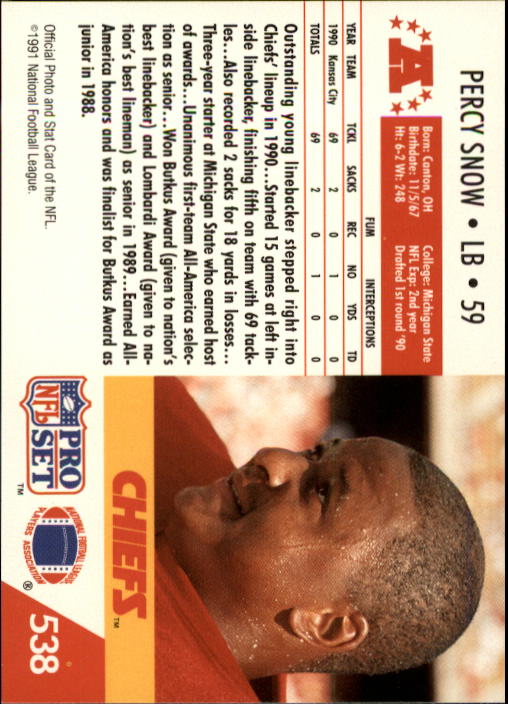 PERCY SNOW • LB • 59
A
Born: Canton, OH
Birthdate: 11/5/67
Ht: 6-2 Wt: 248
College: Michigan State
NFL Exp: 2nd year
Drafted 1st round '90
FUM INTERCEPTIONS
YEAR TEAM TCKL SACKS REC NO YDS TD
1990 Kansas City 69 2 0 1 0 0
TOTALS 69 2 0 1 0 0
Outstanding young linebacker stepped right into
Chiefs' lineup in 1990...Started 15 games at left in-
side linebacker, finishing fifth on team with 69 tack-
les...Also recorded 2 sacks for 18 yards in losses...
Three-year starter at Michigan State who earned host
of awards...Unanimous first-team All-America selec-
tion as senior...Won Butkus Award (given to nation's
best linebacker) and Lombardi Award (given to na-
tion's best lineman) as senior in 1989...Earned All-
America honors and was finalist for Butkus Award as
junior in 1988.
Official Photo and Stat Card of the NFL.
©1991 National Football League.
CHIEFS™
PRO
NFL SET™
NATIONAL FOOTBALL LEAGUE
PLAYERS ASSOCIATION ®
538